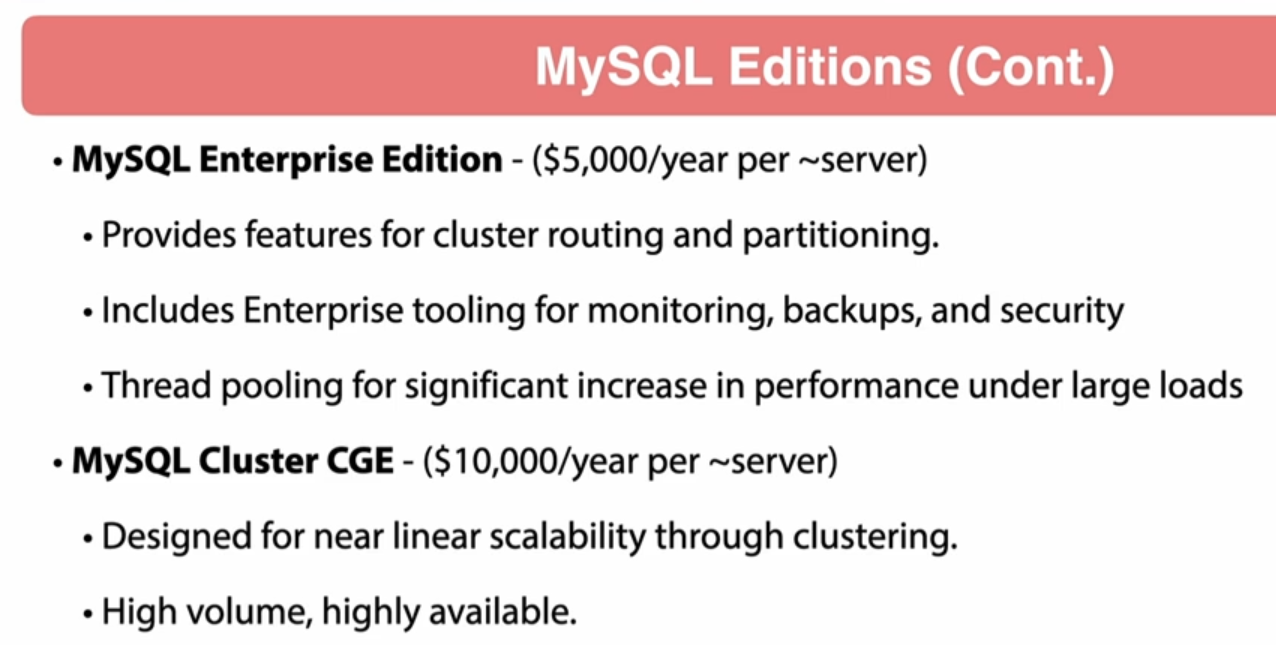 MySQL Editions (Cont.)
• MySQL Enterprise Edition - ($5,000/year per ~server)
• Provides features for cluster routing and partitioning.
• Includes Enterprise tooling for monitoring, backups, and security
• Thread pooling for significant increase in performance under large loads
• MySQL Cluster CGE - ($10,000/year per ~server)
• Designed for near linear scalability through clustering.
• High volume, highly available.